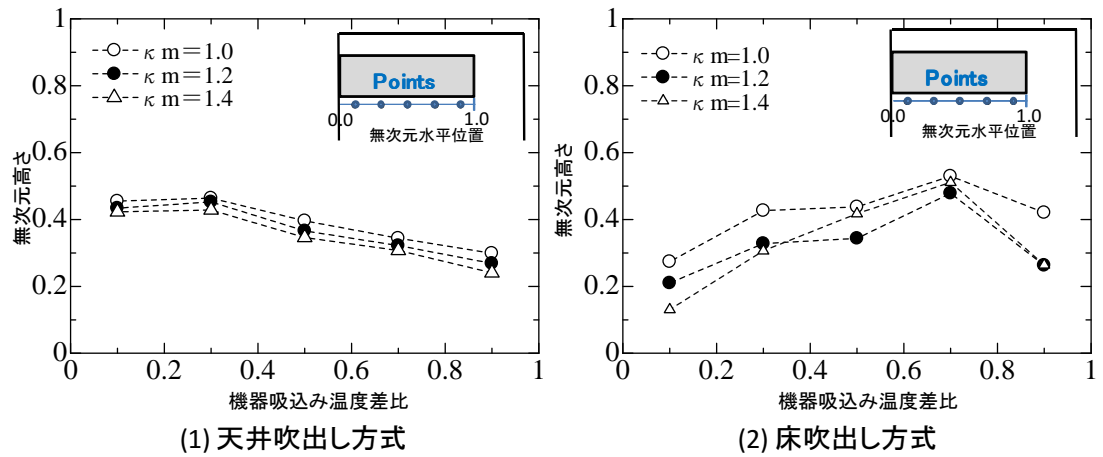 1
0.8
0.6
0.4
0.2
0
無次元高さ
κ m=1.0
κ m=1.2
κ m=1.4
Points
0.0
1.0
無次元水平位置
0
0.2
0.4
0.6
0.8
1
機器吸込み温度差比
(1) 天井吹出し方式
1
0.8
0.6
0.4
0.2
0
無次元高さ
κ m=1.0
κ m=1.2
κ m=1.4
Points
0.0
1.0
無次元水平位置
0
0.2
0.4
0.6
0.8
1
機器吸込み温度差比
(2) 床吹出し方式